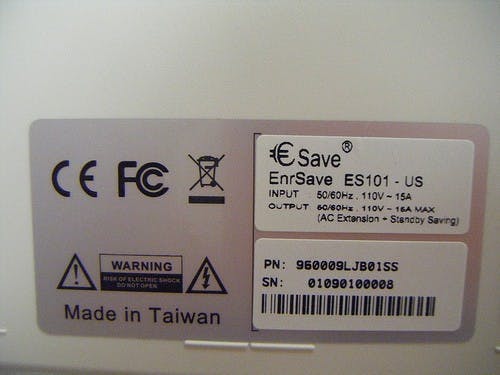 CE FC
WARNING
RISK OF ELECTRIC SHOCK
DO NOT OPEN
Made in Taiwan
€ Save®
EnrSave ES101 - US
INPUT 50/60Hz . 110V ~ 15A
OUTPUT 50/60Hz . 110V ~ 15A MAX
(AC Extension + Standby Saving)
PN: 960009LJB01SS
SN: 01090100008